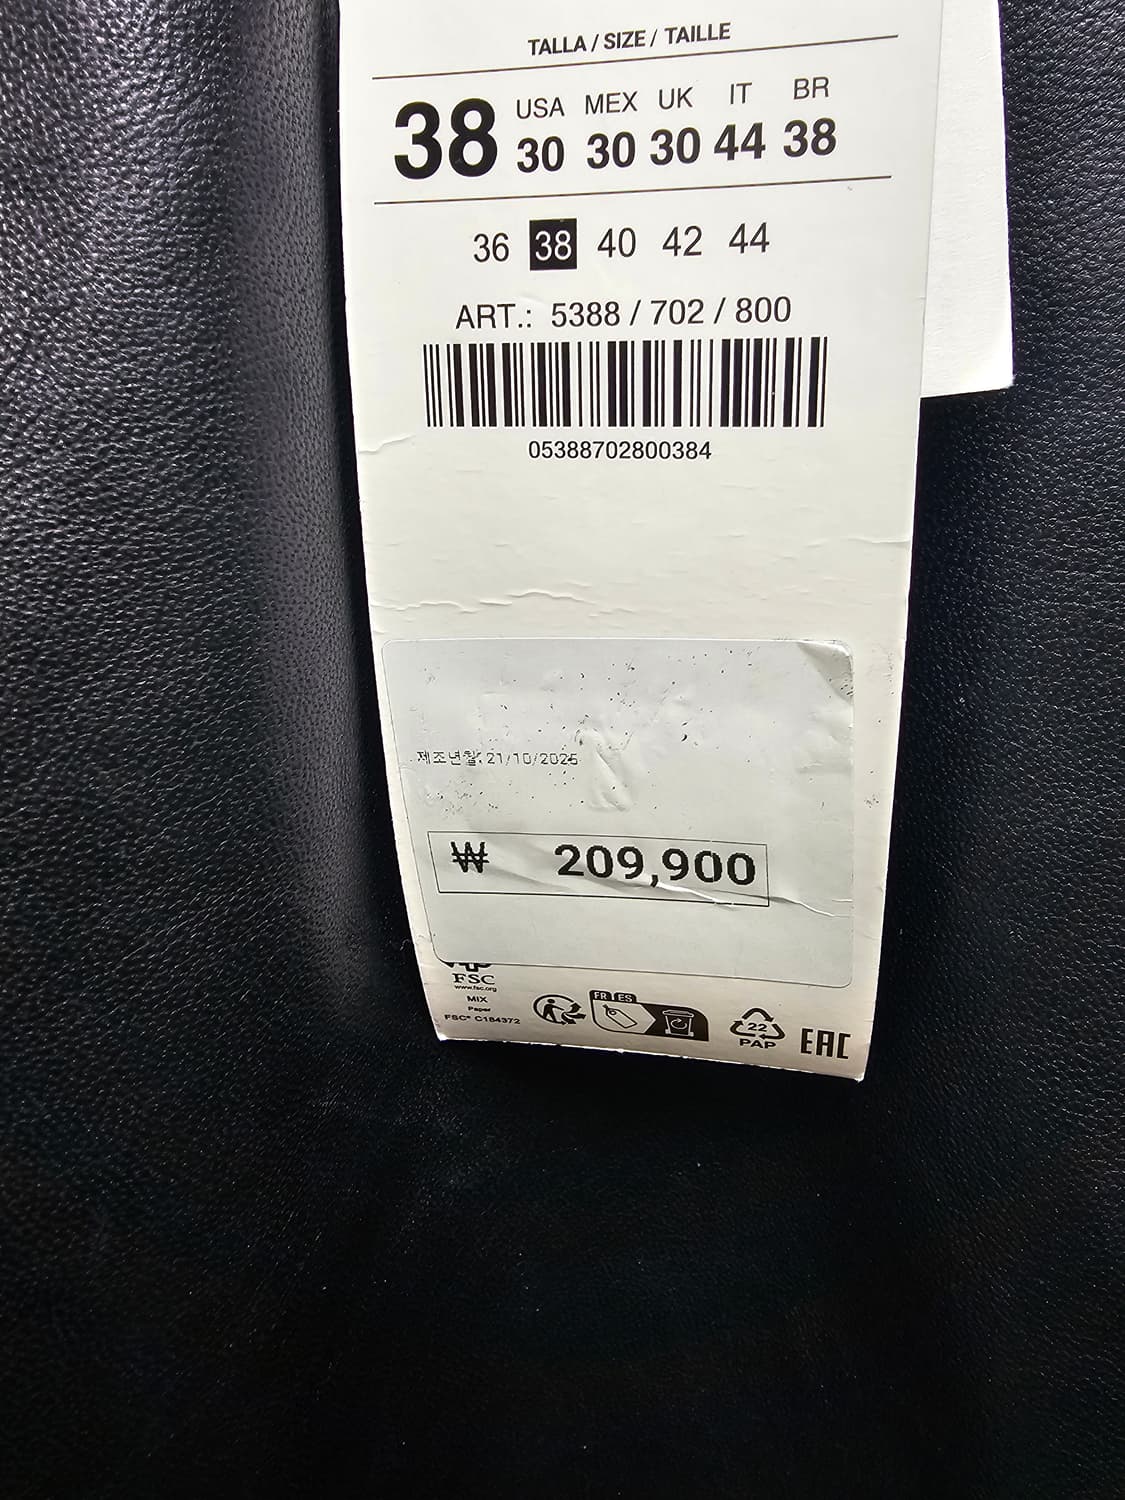 TALLA / SIZE / TAILLE
USA MEX UK IT BR
38 30 30 30 44 38
36 38 40 42 44
ART.: 5388 / 702 / 800
05388702800384
제조년월: 21/10/2025
₩ 209,900
FSC
www.fsc.org
MIX
Paper
FSC® C184372
FR ES
22
PAP
EAC